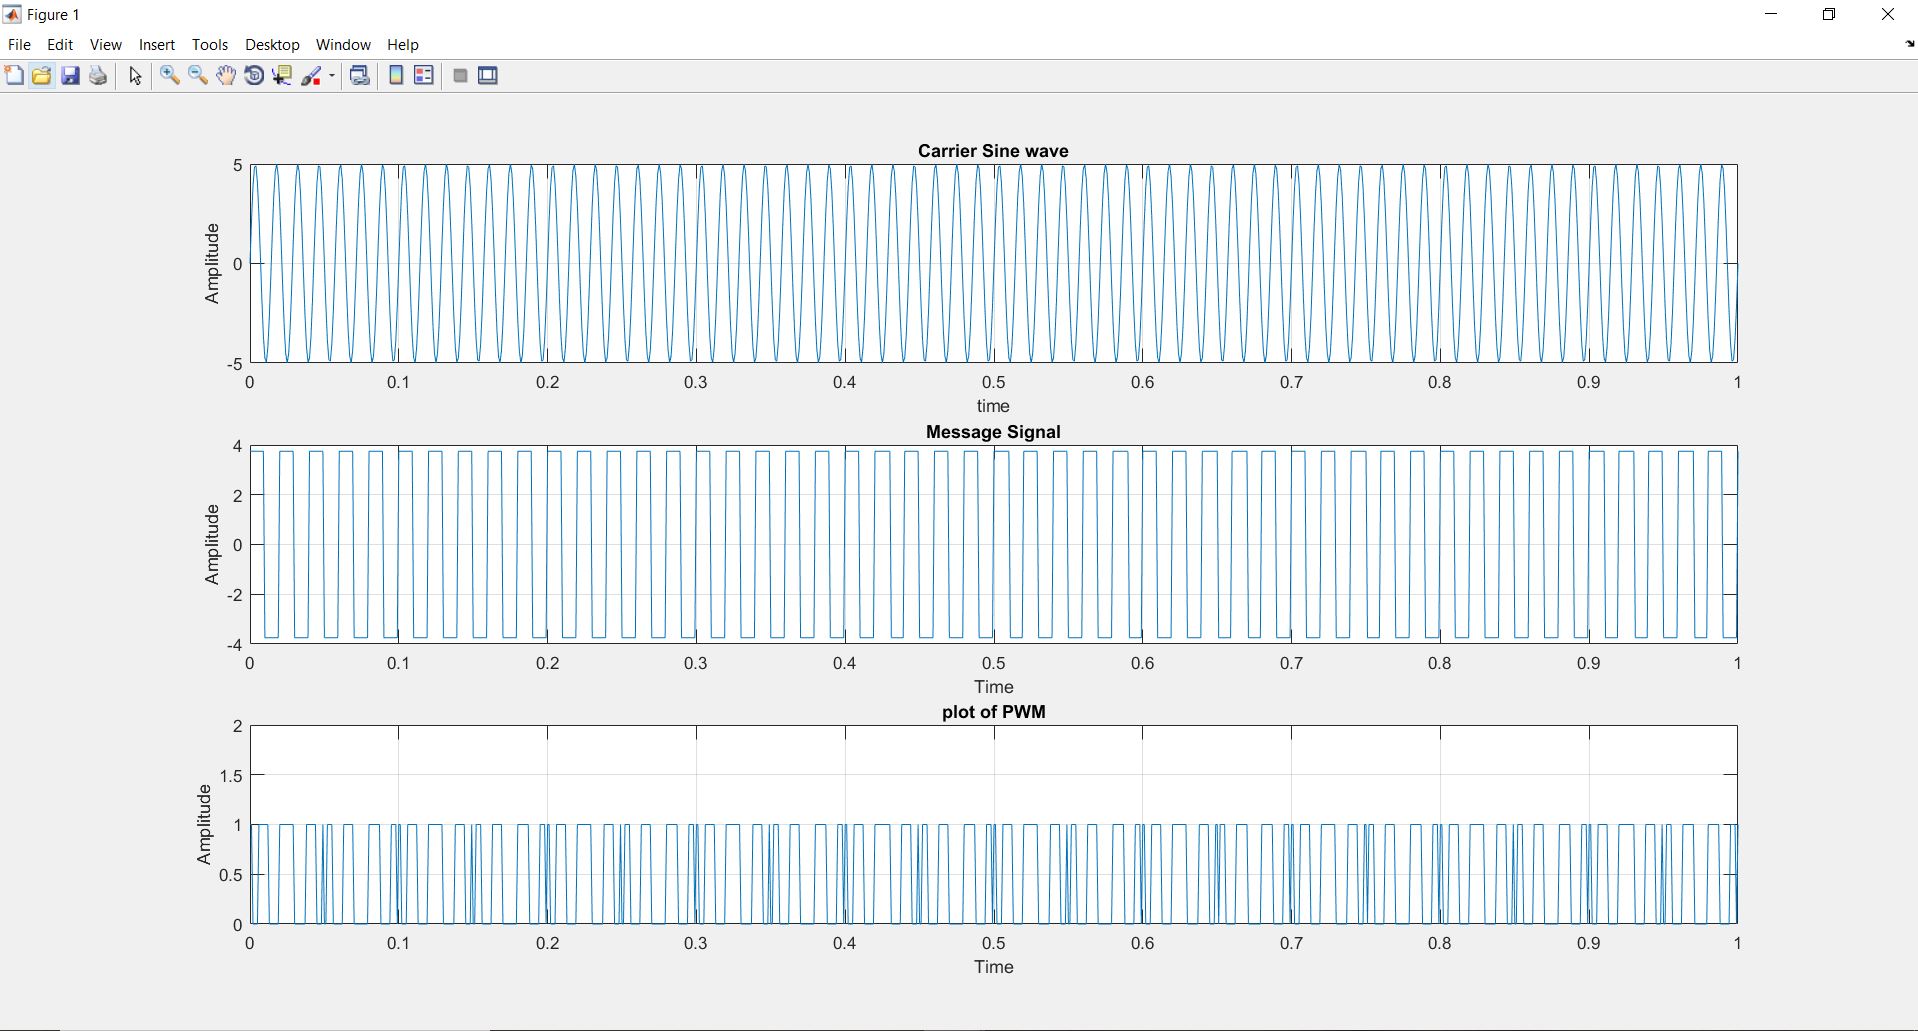 Figure 1
File Edit View Insert Tools Desktop Window Help
Carrier Sine wave
5
0
-5
Amplitude
0 0.1 0.2 0.3 0.4 0.5 0.6 0.7 0.8 0.9 1
time
Message Signal
4
2
0
-2
-4
Amplitude
0 0.1 0.2 0.3 0.4 0.5 0.6 0.7 0.8 0.9 1
Time
plot of PWM
2
1.5
1
0.5
0
Amplitude
0 0.1 0.2 0.3 0.4 0.5 0.6 0.7 0.8 0.9 1
Time